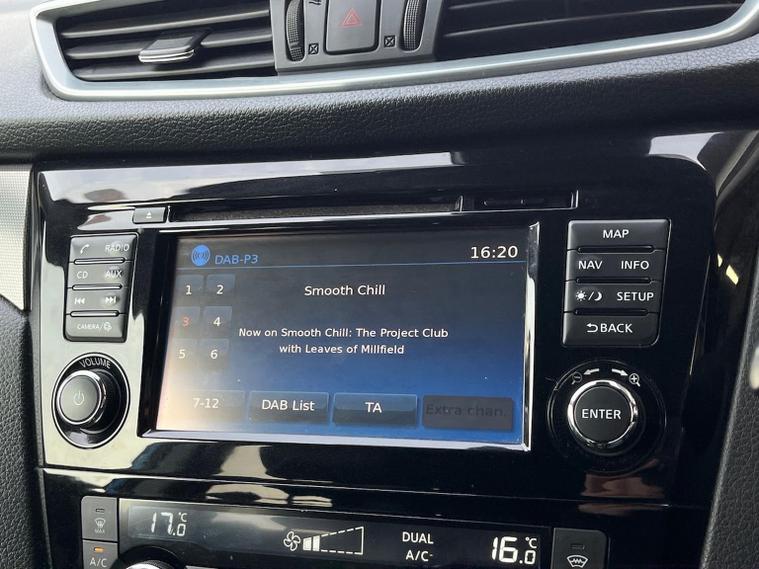 RADIO
CD AUX
CAMERA/
VOLUME
DAB-P3 16:20
1 2 Smooth Chill
3 4 Now on Smooth Chill: The Project Club
with Leaves of Millfield
5 6
7-12 DAB List TA Extra chan.
MAP
NAV INFO
SETUP
BACK
ENTER
MAX
A/C
17.0 °C
DUAL
A/C
16.0 °C